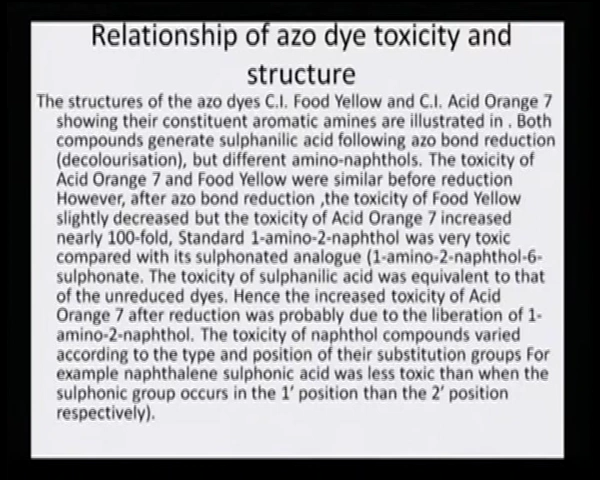 Relationship of azo dye toxicity and
structure
The structures of the azo dyes C.I. Food Yellow and C.I. Acid Orange 7
showing their constituent aromatic amines are illustrated in . Both
compounds generate sulphanilic acid following azo bond reduction
(decolourisation), but different amino-naphthols. The toxicity of
Acid Orange 7 and Food Yellow were similar before reduction
However, after azo bond reduction ,the toxicity of Food Yellow
slightly decreased but the toxicity of Acid Orange 7 increased
nearly 100-fold, Standard 1-amino-2-naphthol was very toxic
compared with its sulphonated analogue (1-amino-2-naphthol-6-
sulphonate. The toxicity of sulphanilic acid was equivalent to that
of the unreduced dyes. Hence the increased toxicity of Acid
Orange 7 after reduction was probably due to the liberation of 1-
amino-2-naphthol. The toxicity of naphthol compounds varied
according to the type and position of their substitution groups For
example naphthalene sulphonic acid was less toxic than when the
sulphonic group occurs in the 1’ position than the 2’ position
respectively).